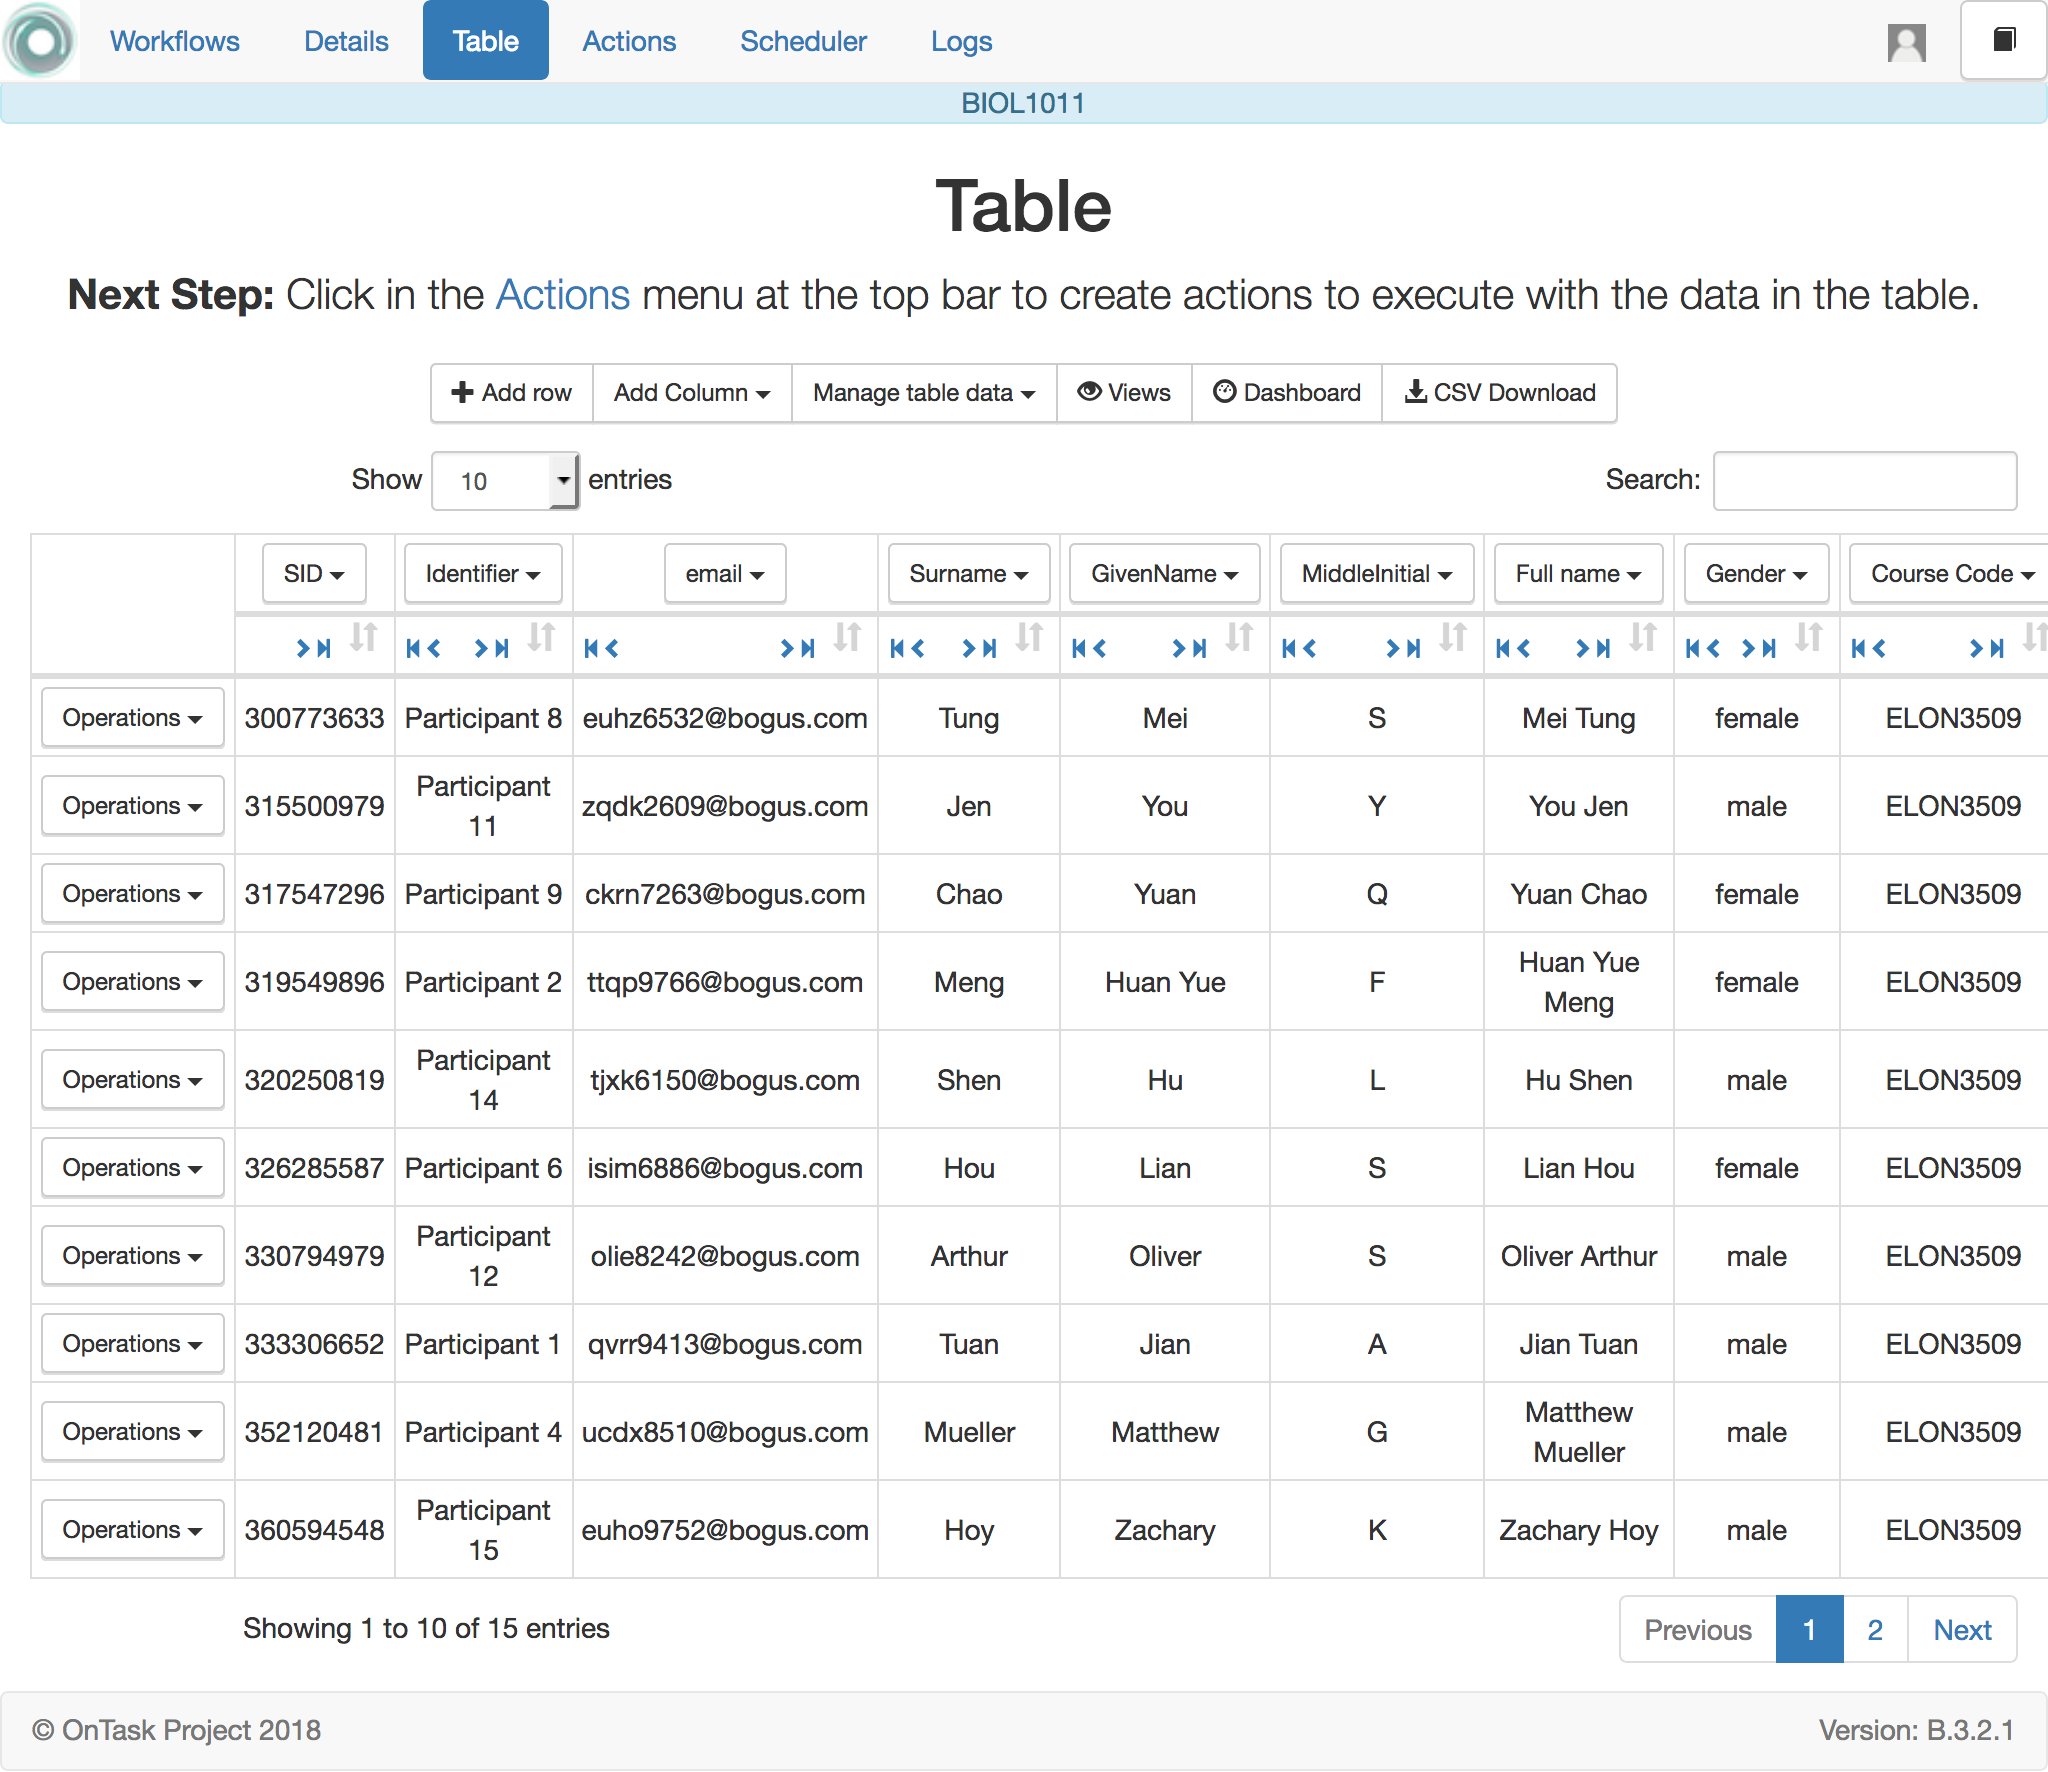 Workflows Details Table Actions Scheduler Logs
BIOL1011
Table
Next Step: Click in the Actions menu at the top bar to create actions to execute with the data in the table.
Add row Add Column Manage table data Views Dashboard CSV Download
Show 10 entries Search:
SID Identifier email Surname GivenName MiddleInitial Full name Gender Course Code
Operations 300773633 Participant 8 euhz6532@bogus.com Tung Mei S Mei Tung female ELON3509
Operations 315500979 Participant 11 zqdk2609@bogus.com Jen You Y You Jen male ELON3509
Operations 317547296 Participant 9 ckrn7263@bogus.com Chao Yuan Q Yuan Chao female ELON3509
Operations 319549896 Participant 2 ttqp9766@bogus.com Meng Huan Yue F Huan Yue Meng female ELON3509
Operations 320250819 Participant 14 tjxk6150@bogus.com Shen Hu L Hu Shen male ELON3509
Operations 326285587 Participant 6 isim6886@bogus.com Hou Lian S Lian Hou female ELON3509
Operations 330794979 Participant 12 olie8242@bogus.com Arthur Oliver S Oliver Arthur male ELON3509
Operations 333306652 Participant 1 qvrr9413@bogus.com Tuan Jian A Jian Tuan male ELON3509
Operations 352120481 Participant 4 ucdx8510@bogus.com Mueller Matthew G Matthew Mueller male ELON3509
Operations 360594548 Participant 15 euho9752@bogus.com Hoy Zachary K Zachary Hoy male ELON3509
Showing 1 to 10 of 15 entries Previous 1 2 Next
© OnTask Project 2018 Version: B.3.2.1